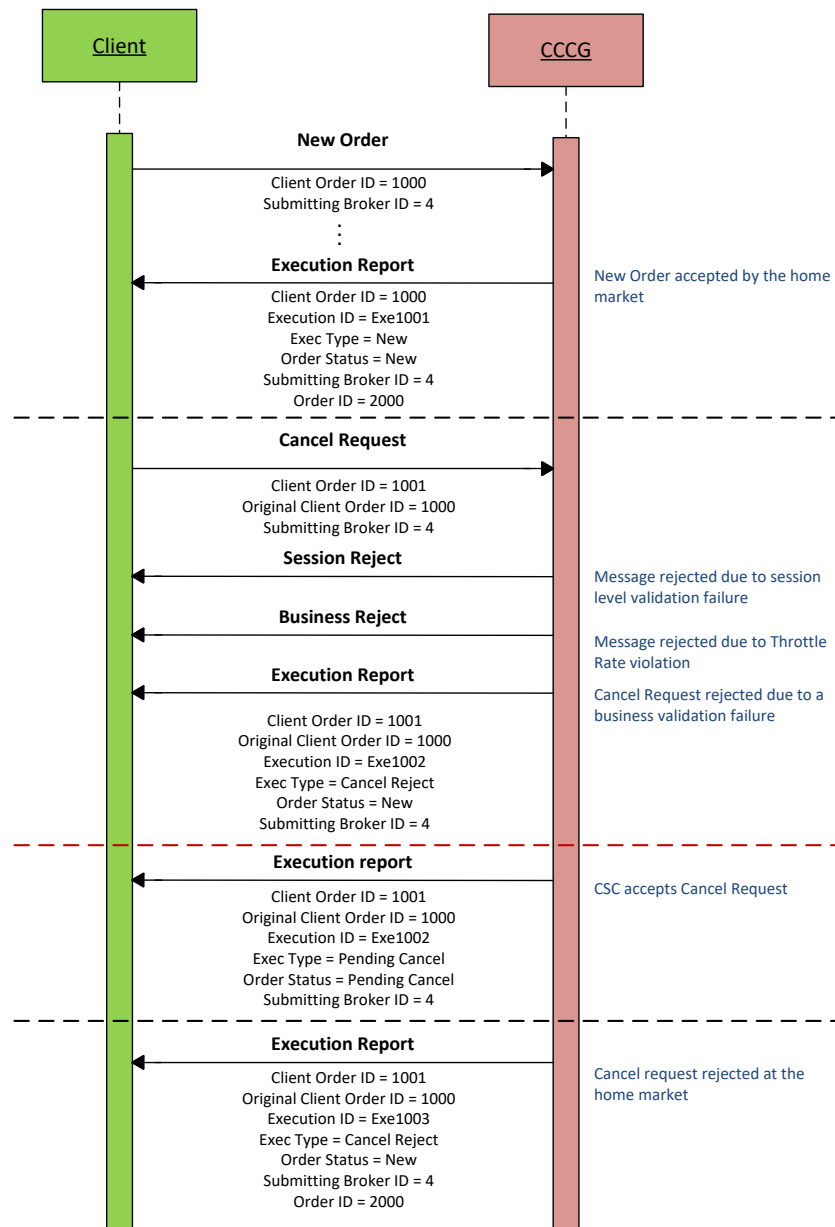 Client
CCCG
New Order
Client Order ID = 1000
Submitting Broker ID = 4
Execution Report
New Order accepted by the home
market
Client Order ID = 1000
Execution ID = Exe1001
Exec Type = New
Order Status = New
Submitting Broker ID = 4
Order ID = 2000
Cancel Request
Client Order ID = 1001
Original Client Order ID = 1000
Submitting Broker ID = 4
Session Reject
Message rejected due to session
level validation failure
Business Reject
Message rejected due to Throttle
Rate violation
Execution Report
Cancel Request rejected due to a
business validation failure
Client Order ID = 1001
Original Client Order ID = 1000
Execution ID = Exe1002
Exec Type = Cancel Reject
Order Status = New
Submitting Broker ID = 4
Execution report
CSC accepts Cancel Request
Client Order ID = 1001
Original Client Order ID = 1000
Execution ID = Exe1002
Exec Type = Pending Cancel
Order Status = Pending Cancel
Submitting Broker ID = 4
Execution Report
Cancel request rejected at the
home market
Client Order ID = 1001
Original Client Order ID = 1000
Execution ID = Exe1003
Exec Type = Cancel Reject
Order Status = New
Submitting Broker ID = 4
Order ID = 2000